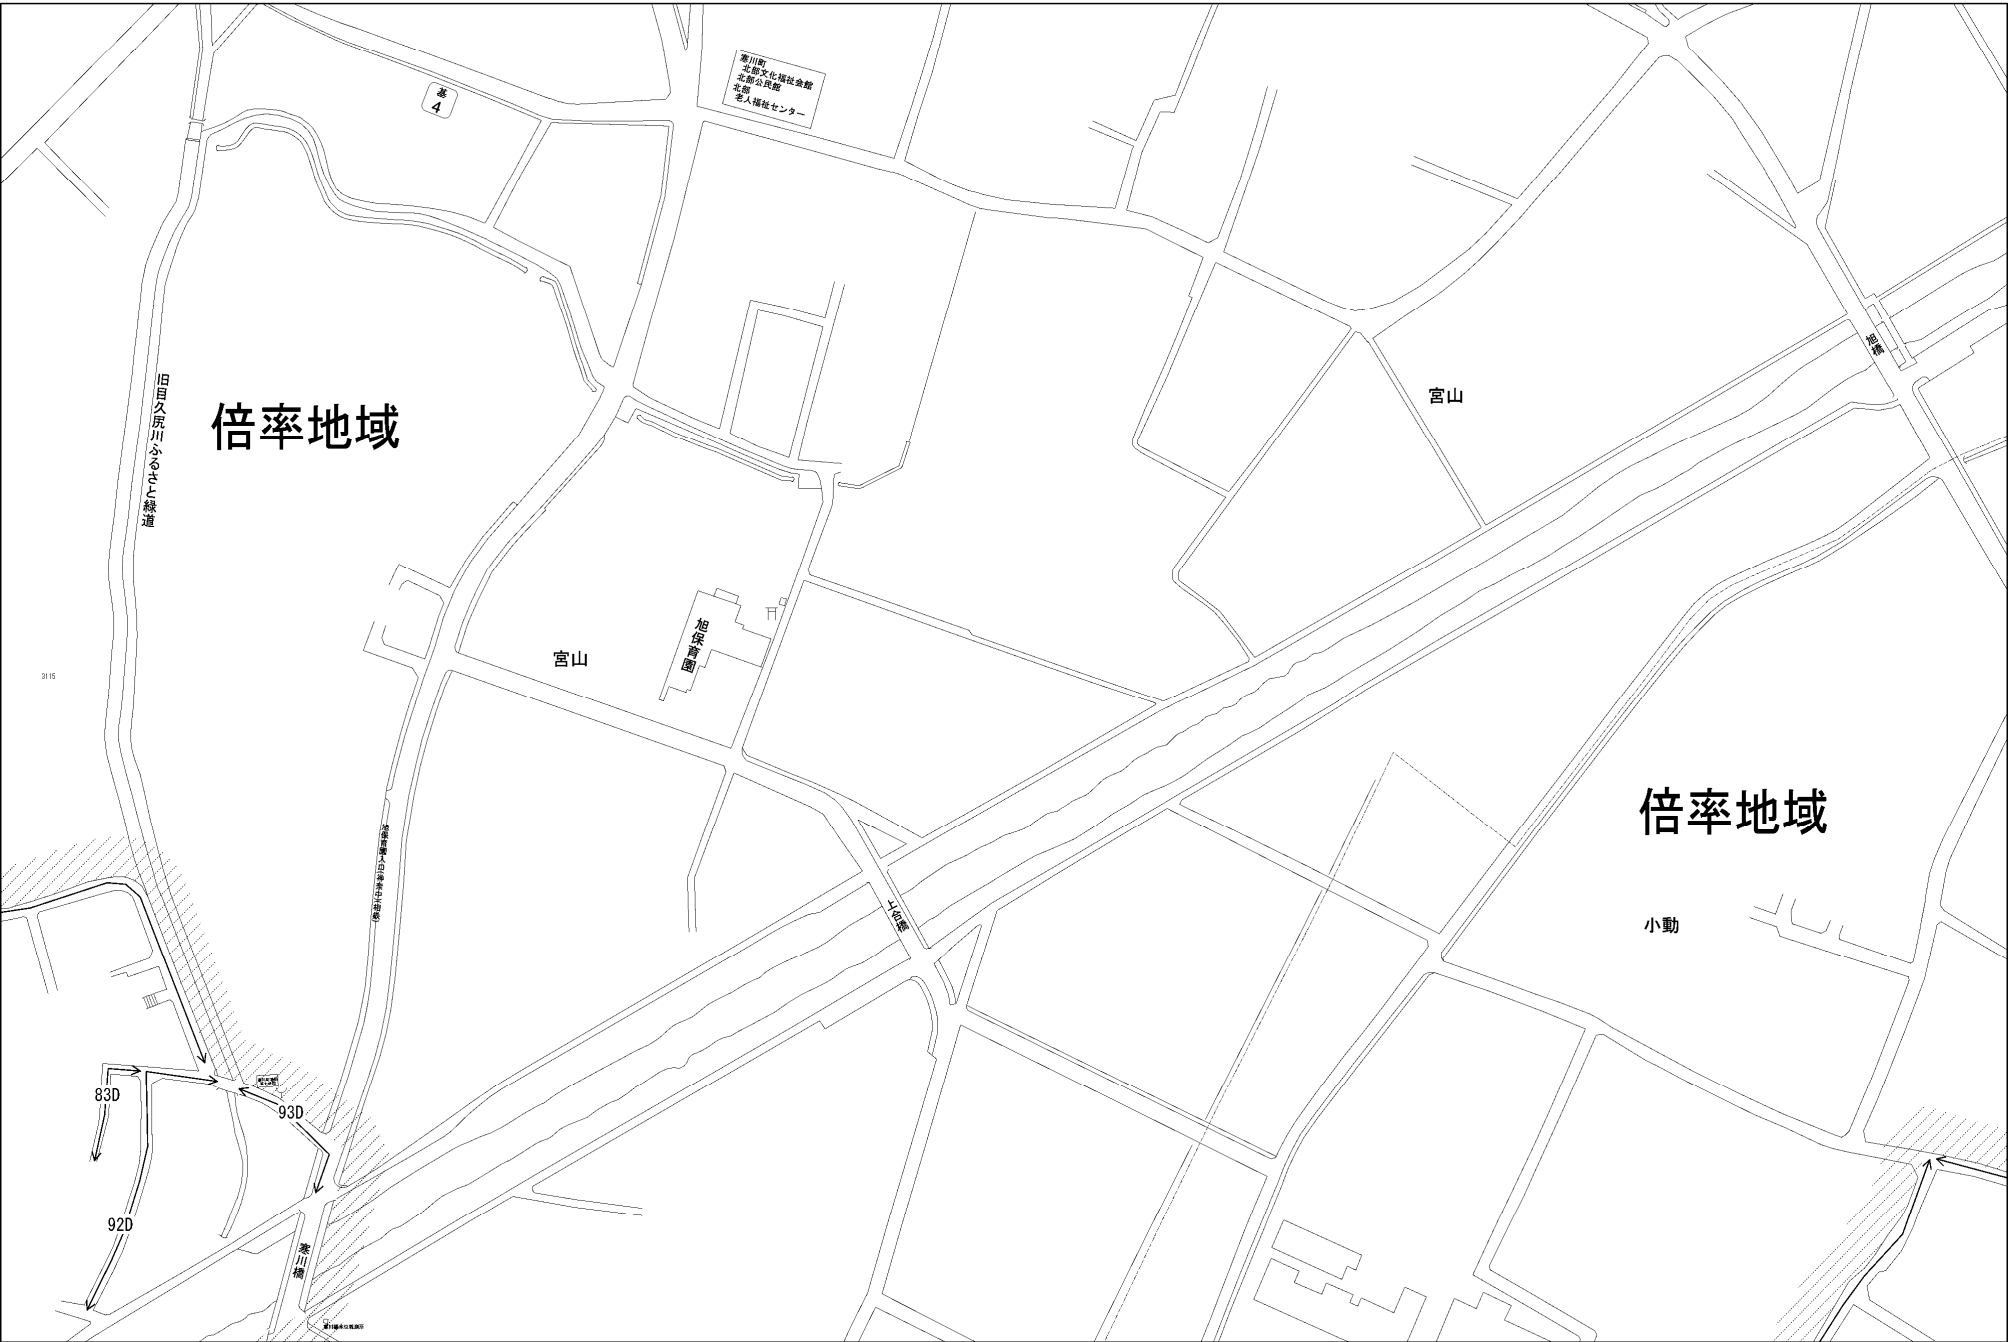 寒川町
北部文化福祉会館
北部公民館
北部
老人福祉センター
基
4
旭橋
宮山
倍率地域
旧目久尻川ふるさと緑道
旭保育園
宮山
3115
倍率地域
小動
上合橋
83D
93D
92D
寒川橋